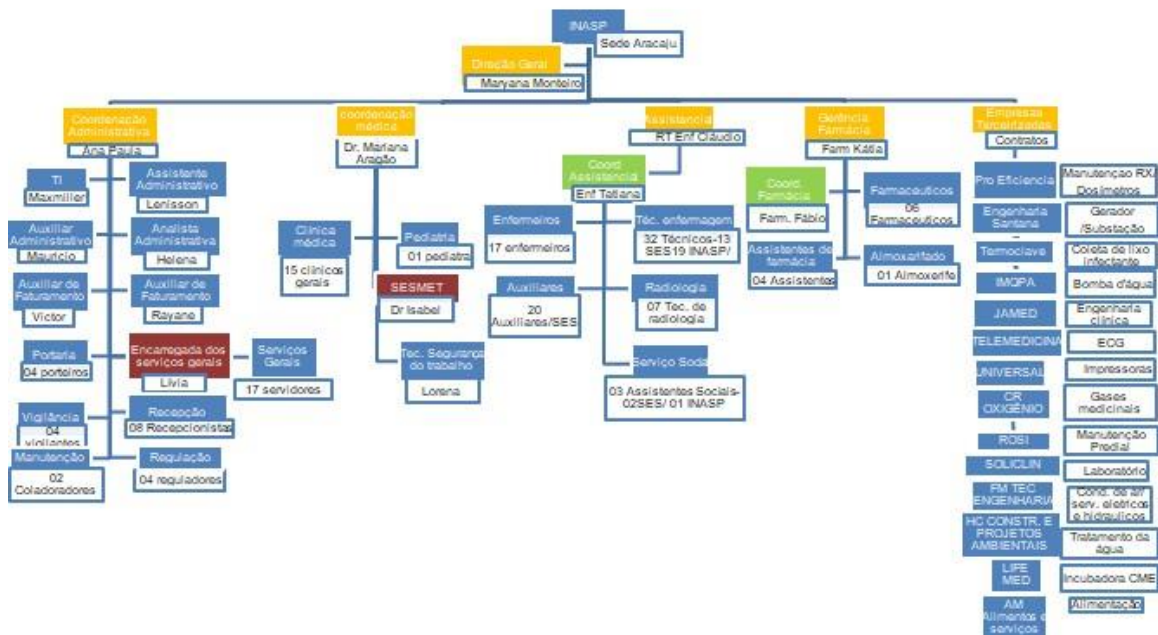 INASP
Sede Aracaju
Direção Geral
Maryana Monteiro
Coordenação
Administrativa
Ana Paula
TI
Maxmiller
Assistente
Administrativo
Lenisson
Auxiliar
Administrativo
Mauricio
Analista
Administrativa
Helena
Auxiliar de
Faturamento
Victor
Auxiliar de
Faturamento
Rayane
Portaria
04 porteiros
Encarregada dos
serviços gerais
Lívia
Serviços
Gerais
17 servidores
Vigilância
04
vigilantes
Recepção
08 Recepcionistas
Manutenção
02
Coladoradores
Regulação
04 reguladores
coordenação
médica
Dr. Mariana
Aragão
Clínica
médica
15 clínicos
gerais
Pediatria
01 pediatra
SESMET
Dr Isabel
Tec. Segurança
do trabalho
Lorena
Assistencial
RT Enf Cláudio
Coord
Assistencial
Enf Tatiana
Enfermeiros
17 enfermeiros
Téc. enfermagem
32 Técnicos-13
SES19 INASP/
Auxiliares
20
Auxiliares/SES
Radiologia
07 Tec. de
radiologia
Serviço Social
03 Assistentes Sociais-
02SES/ 01 INASP
Gerência
Farmácia
Farm Kátia
Coord.
Farmácia
Farm. Fábio
Farmaceuticos
06
Farmaceuticos
Assistentes de
farmácia
04 Assistentes
Almoxarifado
01 Almoxerife
Empresas
Terceirizadas
Contratos
Pro Eficiencia
Manutenção RX/
Dosímetros
Engenharia
Santana
Gerador
/Substação
Termoclave
Coleta de lixo
infectante
IMOPA
Bomba d'água
JAMED
Engenharia
clínica
TELEMEDICINA
ECG
UNIVERSAL
Impressoras
CR
OXIGÊNIO
Gases
medicinais
ROSI
Manutenção
Predial
SOLICLIN
Laboratório
FM TEC
ENGENHARIA
Cond. de ar/
serv. eletricos
e hidraulicos
HC CONSTR. E
PROJETOS
AMBIENTAIS
Tratamento da
água
LIFE
MED
Incubadora CME
AM
Alimentos e
serviços
Alimentação